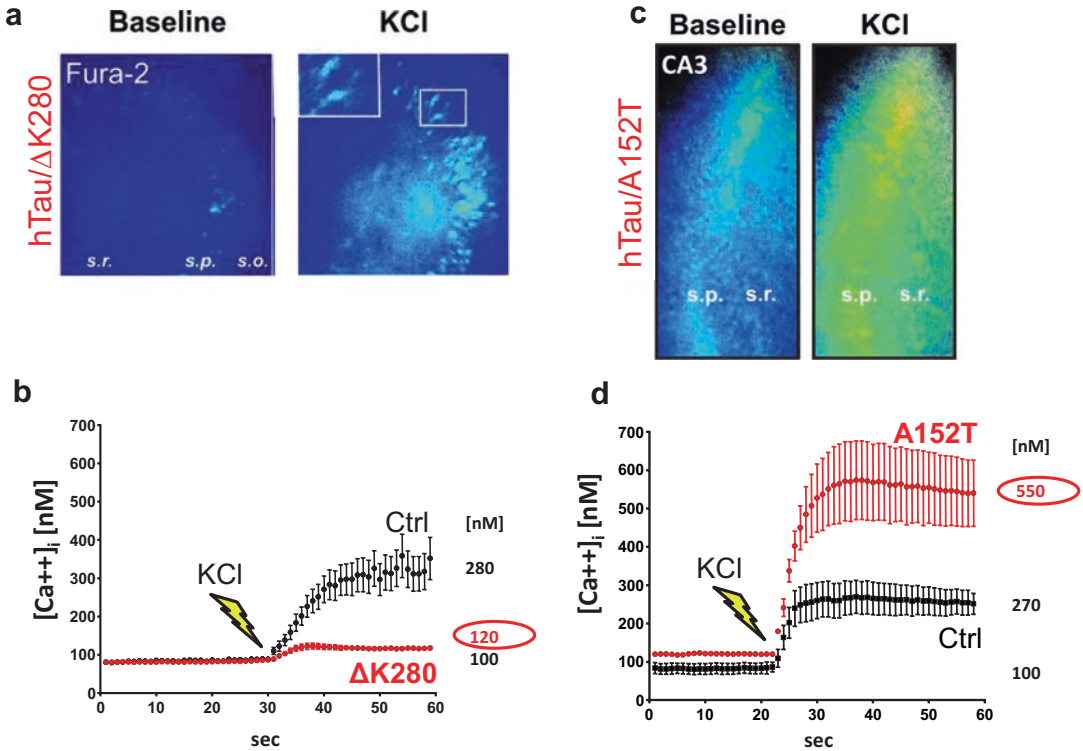 a
Baseline
KCl
Fura-2
hTau/ΔK280
s.r.
s.p.
s.o.
c
Baseline
KCl
CA3
hTau/A152T
s.p.
s.r.
s.p.
s.r.
b
700
600
500
400
300
200
100
0
[Ca++]i [nM]
KCl
Ctrl
ΔK280
[nM]
280
120
100
0
10
20
30
40
50
60
sec
d
700
600
500
400
300
200
100
0
[Ca++]i [nM]
A152T
KCl
Ctrl
[nM]
550
270
100
0
10
20
30
40
50
60
sec